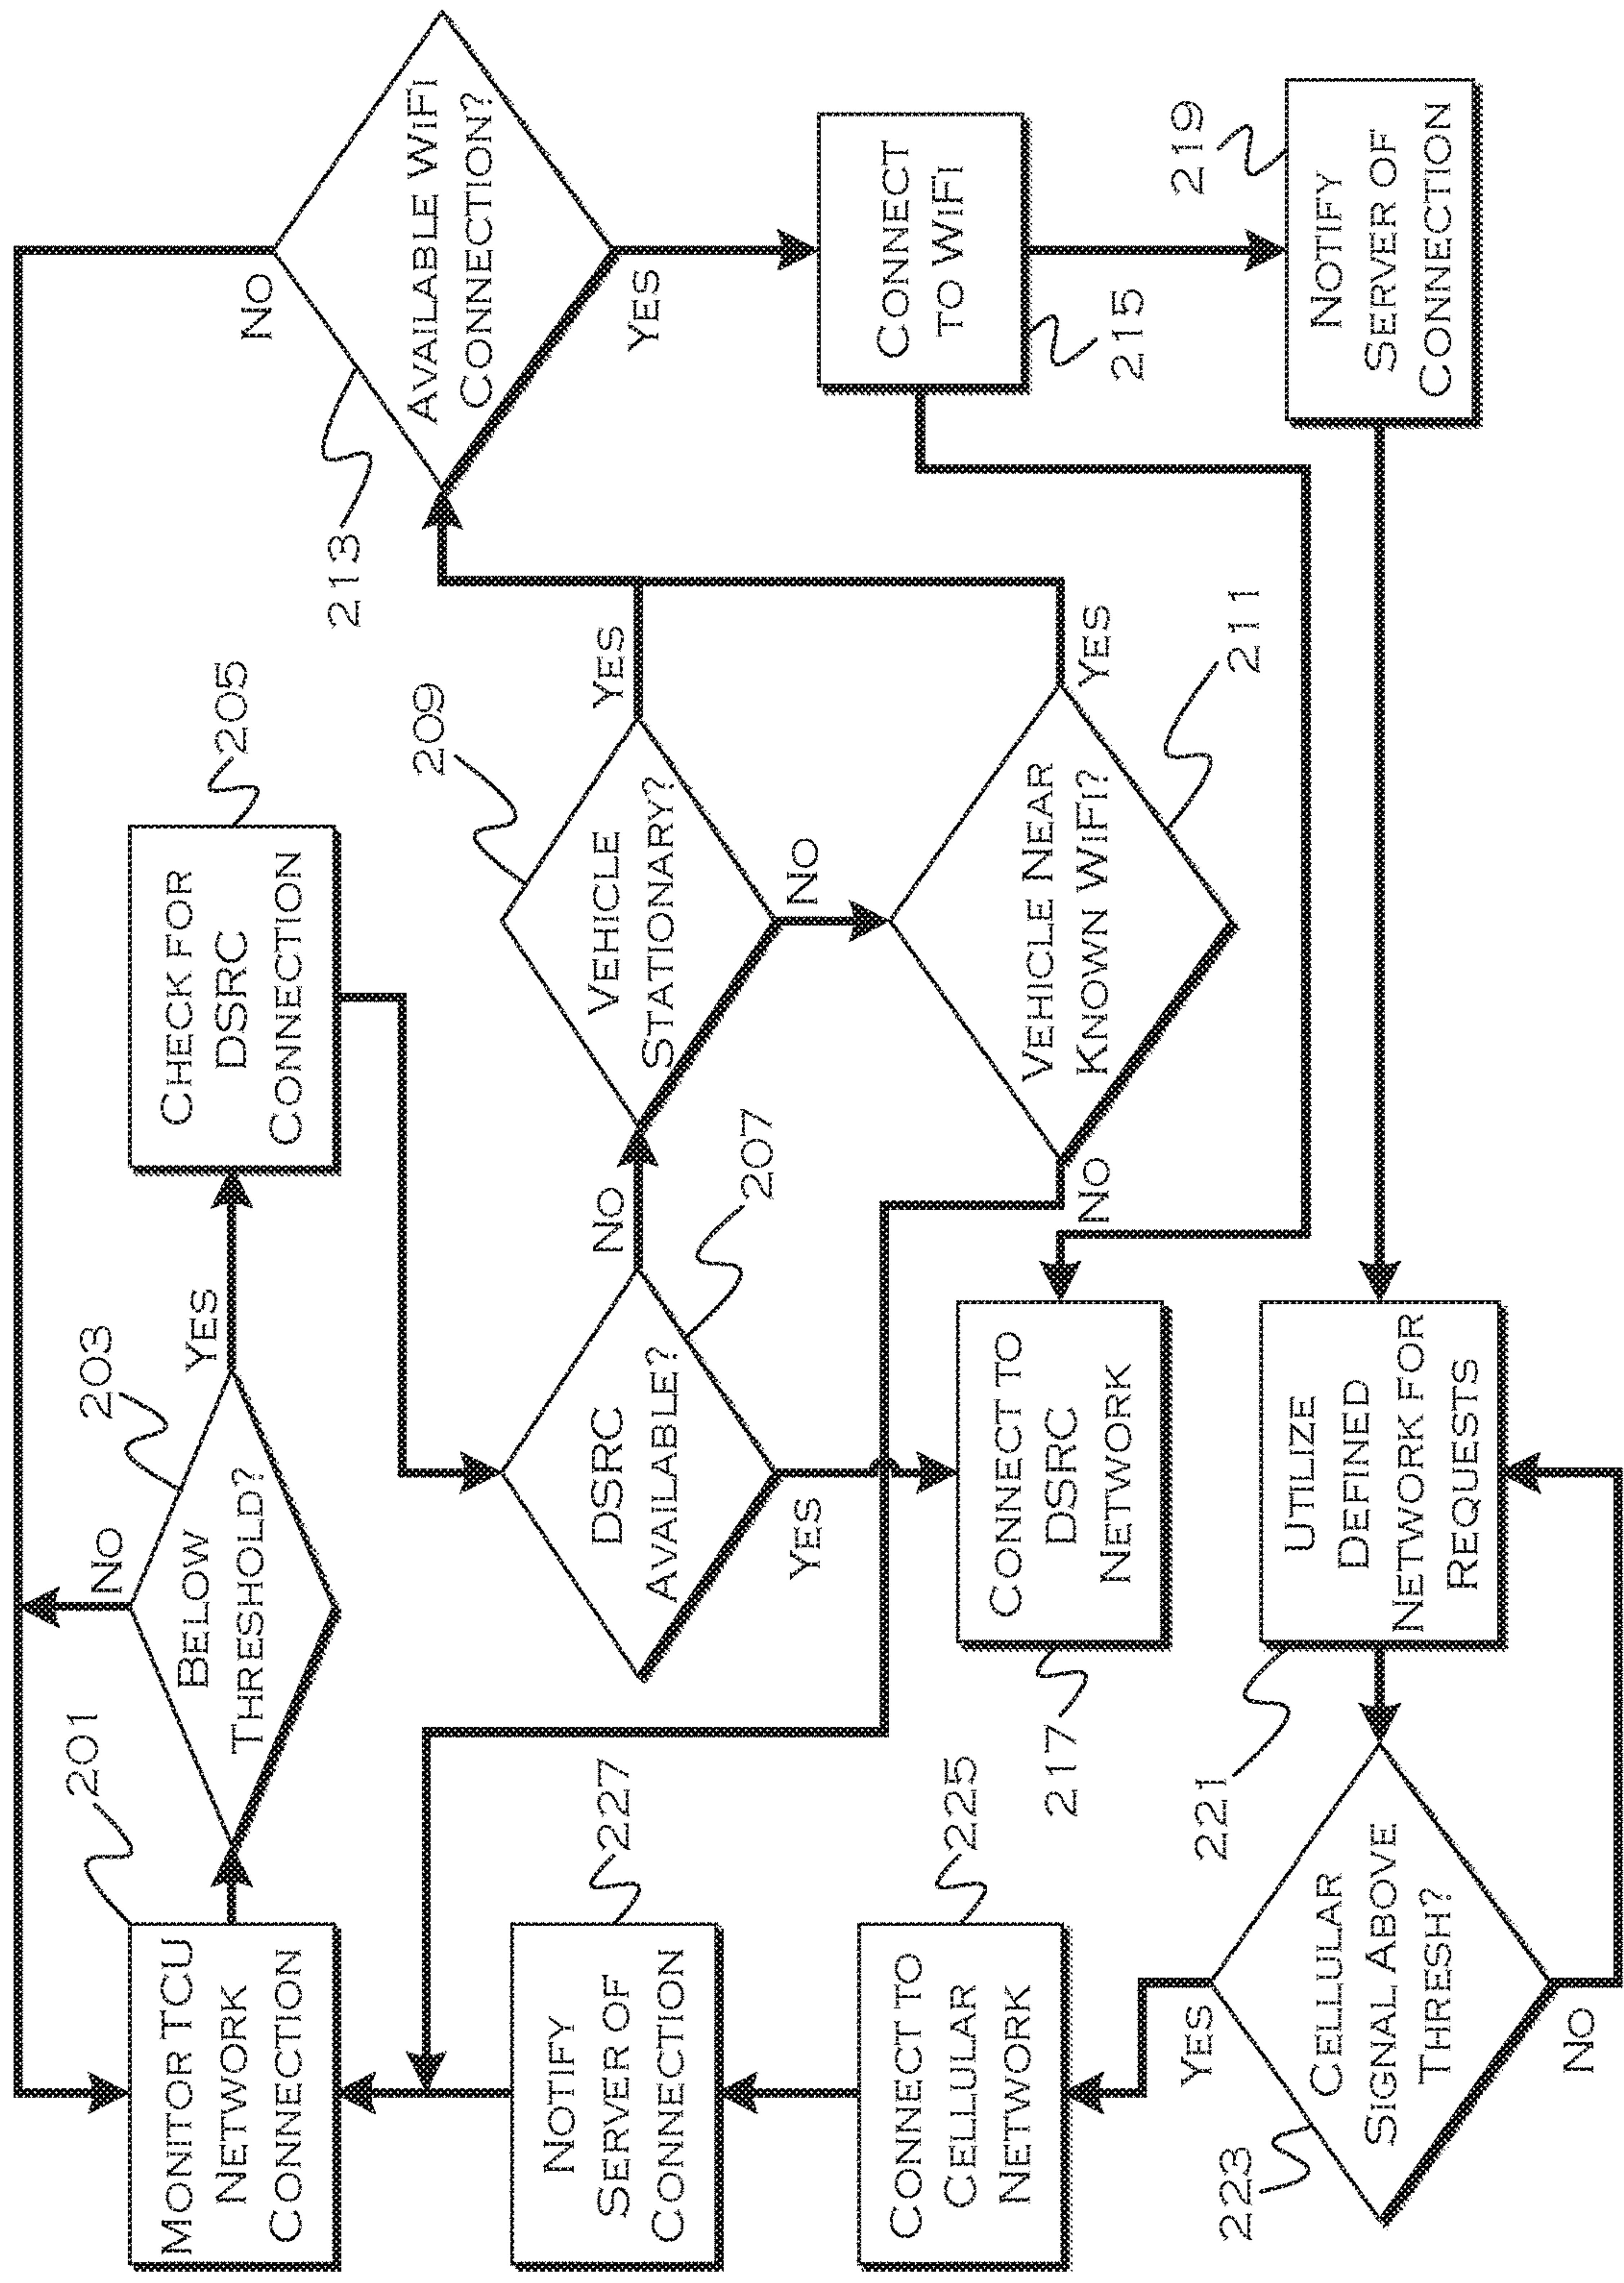 201
MONITOR TCU
NETWORK
CONNECTION
203
BELOW
THRESHOLD?
NO
YES
205
CHECK FOR
DSRC
CONNECTION
213
AVAILABLE WIFI
CONNECTION?
NO
YES
227
NOTIFY
SERVER OF
CONNECTION
207
DSRC
AVAILABLE?
NO
YES
209
VEHICLE
STATIONARY?
YES
NO
CONNECT
TO WIFI
215
225
CONNECT TO
CELLULAR
NETWORK
217
CONNECT TO
DSRC
NETWORK
VEHICLE NEAR
KNOWN WIFI?
NO
YES
211
219
NOTIFY
SERVER OF
CONNECTION
223
CELLULAR
SIGNAL ABOVE
THRESH?
YES
NO
221
UTILIZE
DEFINED
NETWORK FOR
REQUESTS